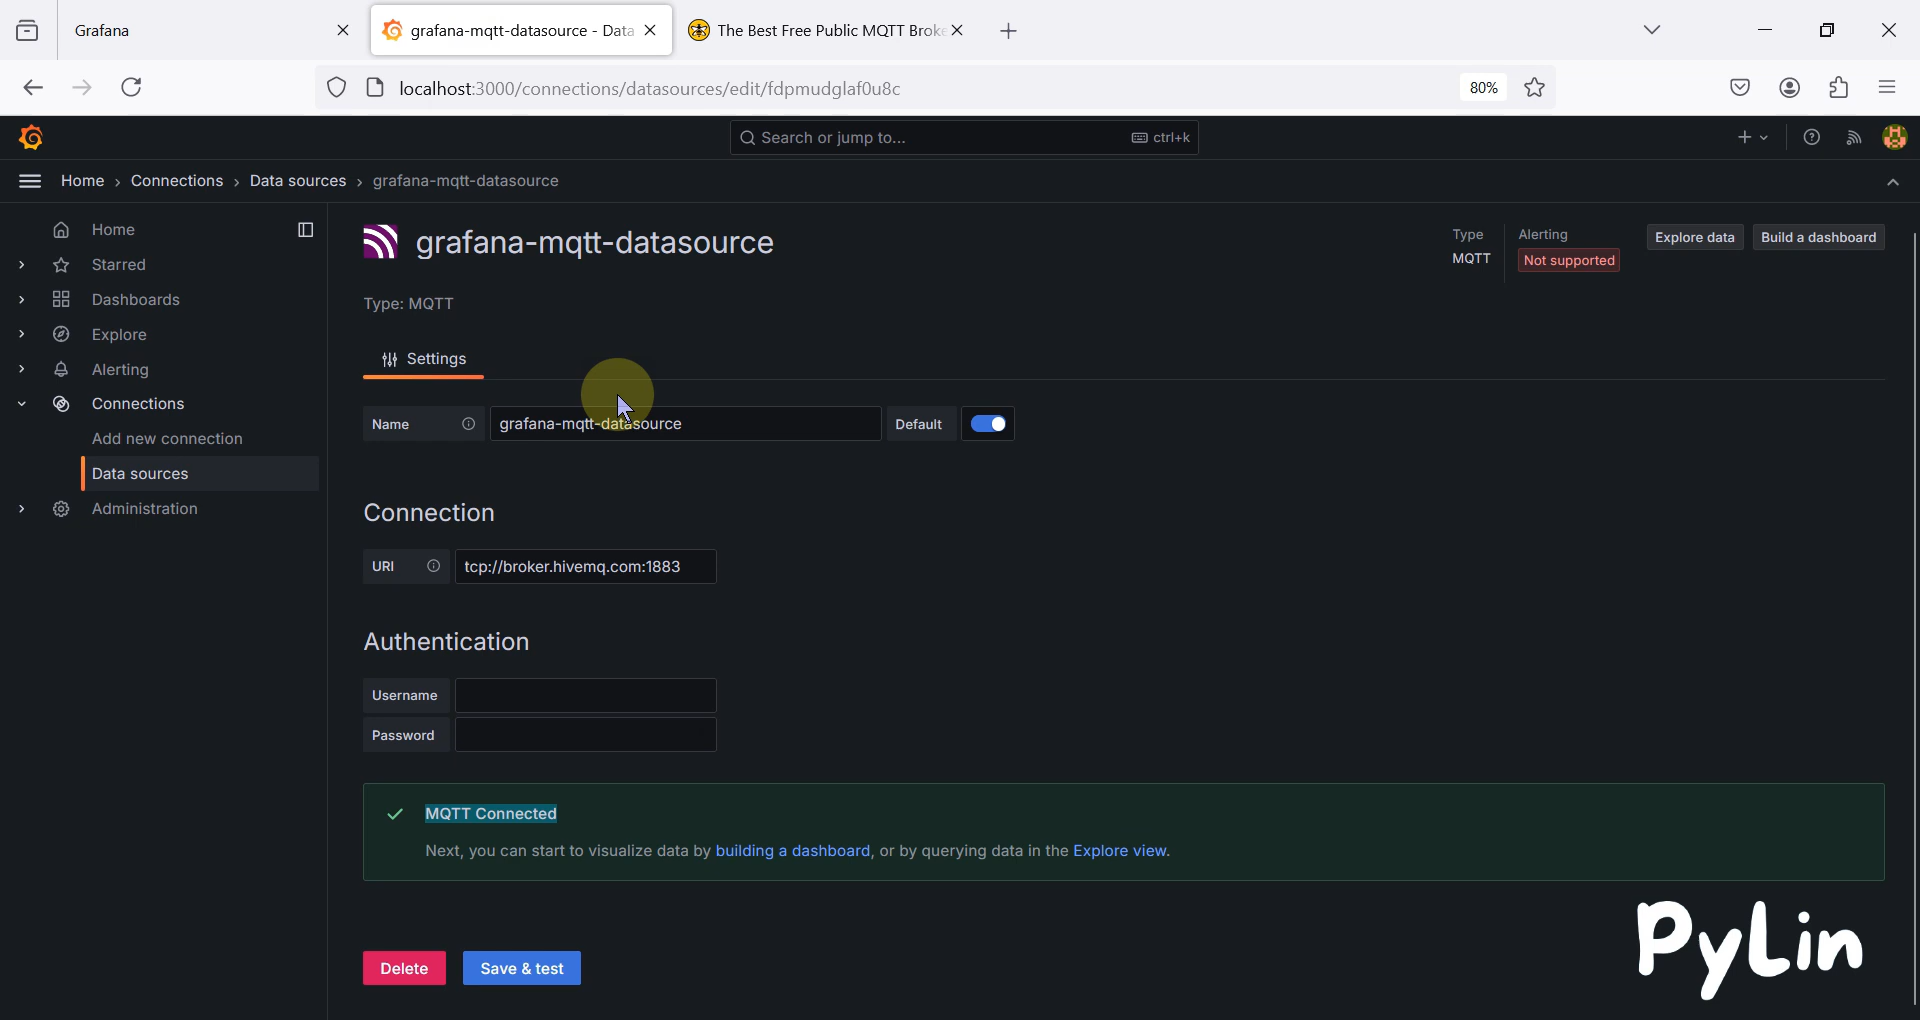 Grafana
grafana-mqtt-datasource - Data
The Best Free Public MQTT Broke
localhost:3000/connections/datasources/edit/fdpmudglaf0u8c
80%
Search or jump to...
ctrl+k
Home › Connections › Data sources › grafana-mqtt-datasource
Home
Starred
Dashboards
Explore
Alerting
Connections
Add new connection
Data sources
Administration
grafana-mqtt-datasource
Type
MQTT
Alerting
Not supported
Explore data
Build a dashboard
Type: MQTT
Settings
Name
grafana-mqtt-datasource
Default
Connection
URI
tcp://broker.hivemq.com:1883
Authentication
Username
Password
MQTT Connected
Next, you can start to visualize data by building a dashboard, or by querying data in the Explore view.
Delete
Save & test
PyLin